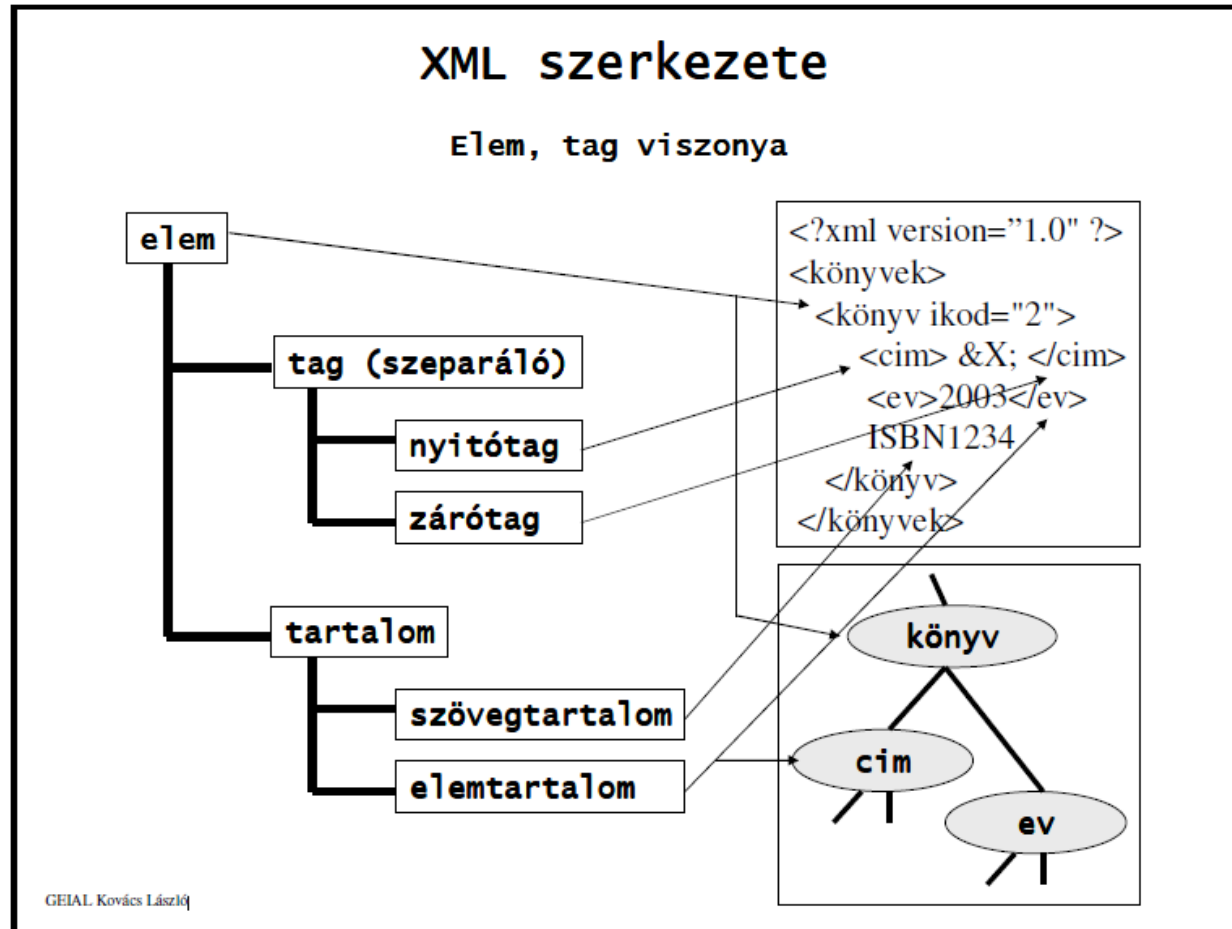 XML szerkezete
Elem, tag viszonya
elem
tag (szeparáló)
nyitótag
zárótag
tartalom
szövegtartalom
elemtartalom
<?xml version=”1.0" ?>
<könyvek>
<könyv ikod="2">
<cim> &X; </cim>
<ev>2003</ev>
ISBN1234
</könyv>
</könyvek>
könyv
cim
ev
GEIAL Kovács László